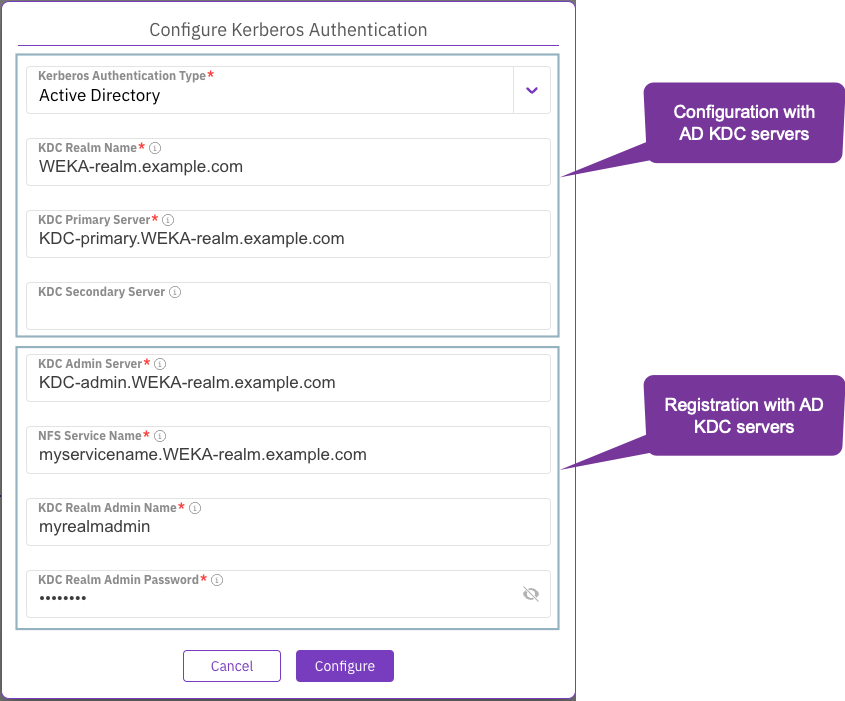 Configure Kerberos Authentication
Kerberos Authentication Type*
Active Directory
KDC Realm Name*
WEKA-realm.example.com
KDC Primary Server*
KDC-primary.WEKA-realm.example.com
KDC Secondary Server
Configuration with
AD KDC servers
KDC Admin Server*
KDC-admin.WEKA-realm.example.com
NFS Service Name*
myservicename.WEKA-realm.example.com
KDC Realm Admin Name*
myrealmadmin
KDC Realm Admin Password*
••••••••
Registration with AD
KDC servers
Cancel
Configure